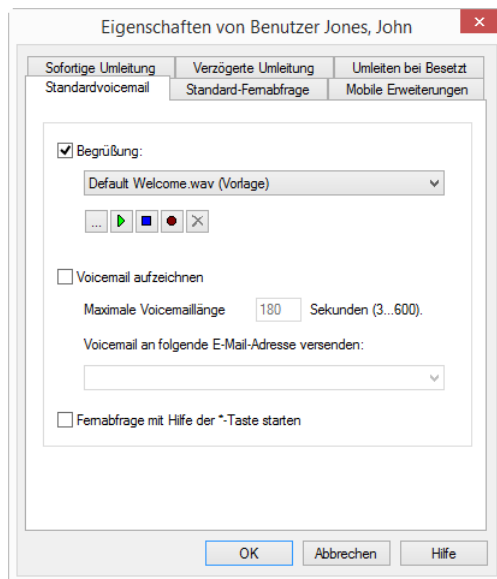 Eigenschaften von Benutzer Jones, John
Sofortige Umleitung Verzögerte Umleitung Umleiten bei Besetzt
Standardvoicemail Standard-Fernabfrage Mobile Erweiterungen
Begrüßung:
Default Welcome.wav (Vorlage)
...
Voicemail aufzeichnen
Maximale Voicemaillänge 180 Sekunden (3...600).
Voicemail an folgende E-Mail-Adresse versenden:
Fernabfrage mit Hilfe der *-Taste starten
OK Abbrechen Hilfe